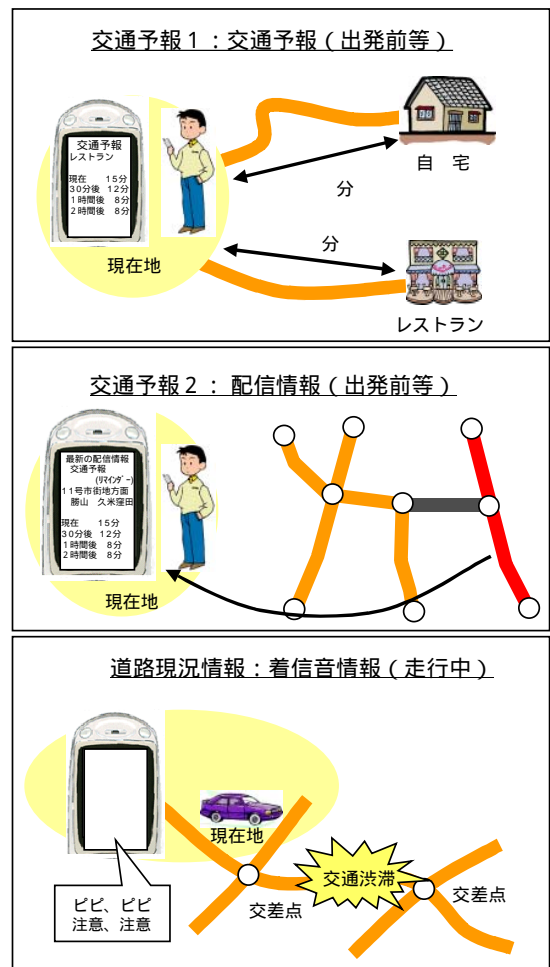 交通予報１：交通予報（出発前等）
交通予報
レストラン
現在　　15分
30分後　12分
１時間後　8分
２時間後　8分
現在地
自　宅
分
分
レストラン
交通予報２：配信情報（出発前等）
最新の配信情報
交通予報
(ﾘﾏｲﾝﾀﾞｰ)
11号市街地方面
勝山　久米窪田
現在　　15分
30分後　12分
１時間後　8分
２時間後　8分
現在地
道路現況情報：着信音情報（走行中）
現在地
交通渋滞
交差点
交差点
ピピ、ピピ
注意、注意